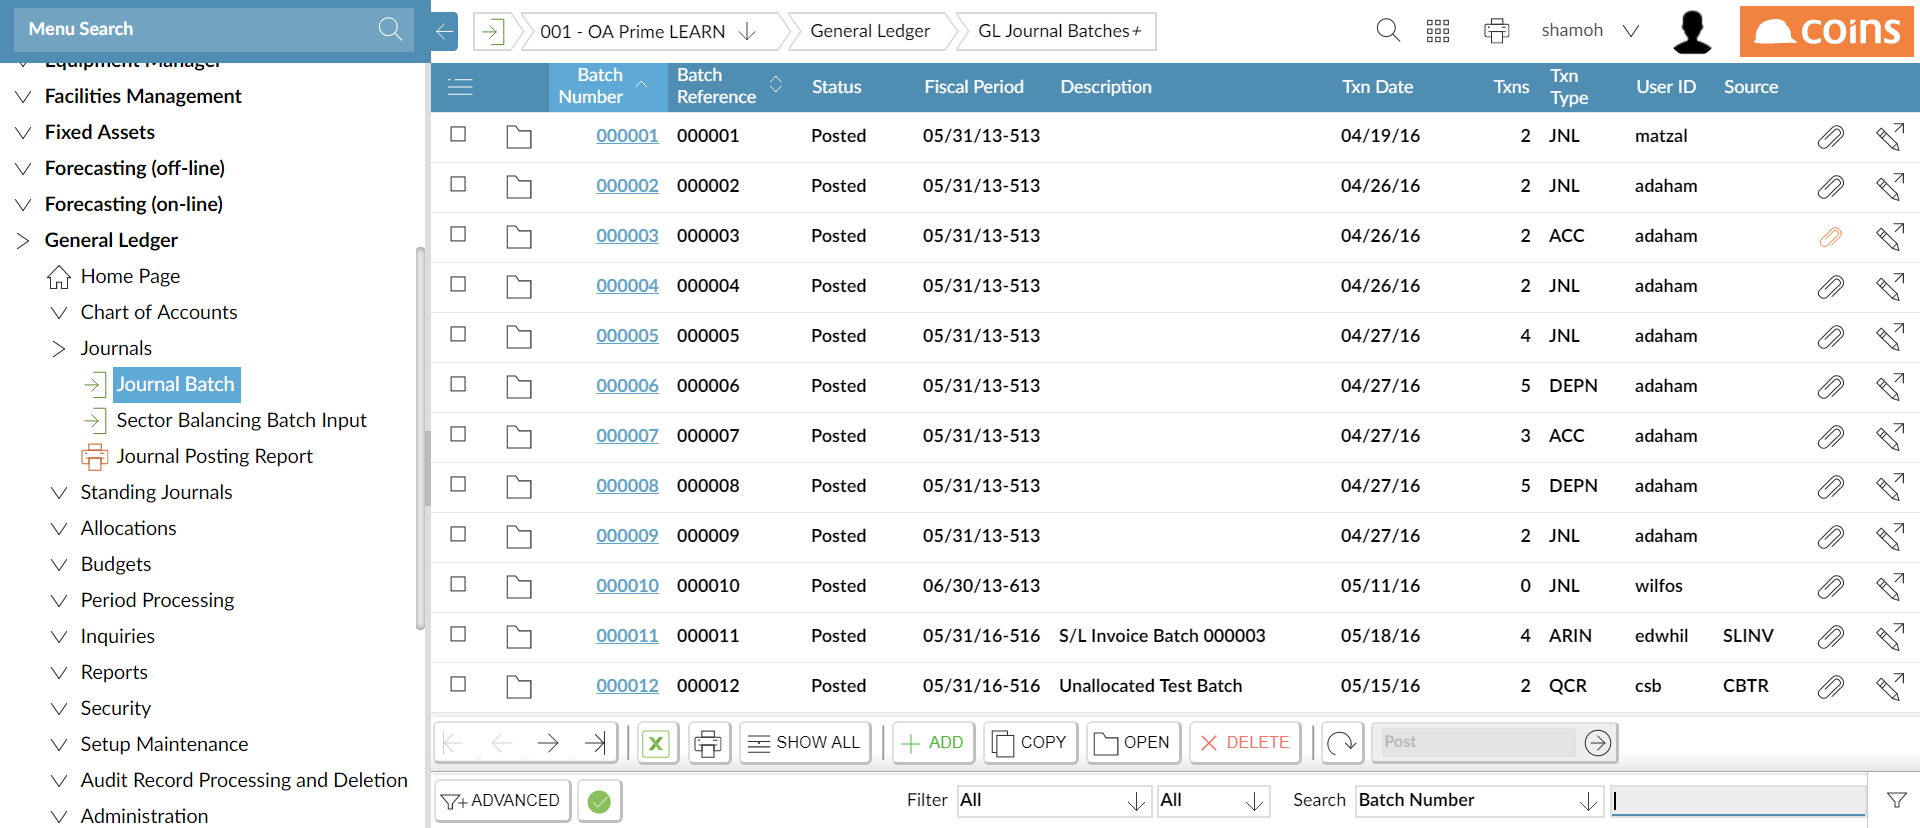 Menu Search
Equipment Manager
Facilities Management
Fixed Assets
Forecasting (off-line)
Forecasting (on-line)
General Ledger
Home Page
Chart of Accounts
Journals
Journal Batch
Sector Balancing Batch Input
Journal Posting Report
Standing Journals
Allocations
Budgets
Period Processing
Inquiries
Reports
Security
Setup Maintenance
Audit Record Processing and Deletion
Administration
001 - OA Prime LEARN General Ledger GL Journal Batches+ shamoh coins
Batch Number Batch Reference Status Fiscal Period Description Txn Date Txns Txn Type User ID Source
000001 000001 Posted 05/31/13-513 04/19/16 2 JNL matzal
000002 000002 Posted 05/31/13-513 04/26/16 2 JNL adaham
000003 000003 Posted 05/31/13-513 04/26/16 2 ACC adaham
000004 000004 Posted 05/31/13-513 04/26/16 2 JNL adaham
000005 000005 Posted 05/31/13-513 04/27/16 4 JNL adaham
000006 000006 Posted 05/31/13-513 04/27/16 5 DEPN adaham
000007 000007 Posted 05/31/13-513 04/27/16 3 ACC adaham
000008 000008 Posted 05/31/13-513 04/27/16 5 DEPN adaham
000009 000009 Posted 05/31/13-513 04/27/16 2 JNL adaham
000010 000010 Posted 06/30/13-613 05/11/16 0 JNL wilfos
000011 000011 Posted 05/31/16-516 S/L Invoice Batch 000003 05/18/16 4 ARIN edwhil SLINV
000012 000012 Posted 05/31/16-516 Unallocated Test Batch 05/15/16 2 QCR csb CBTR
SHOW ALL ADD COPY OPEN DELETE Post
ADVANCED Filter All All Search Batch Number